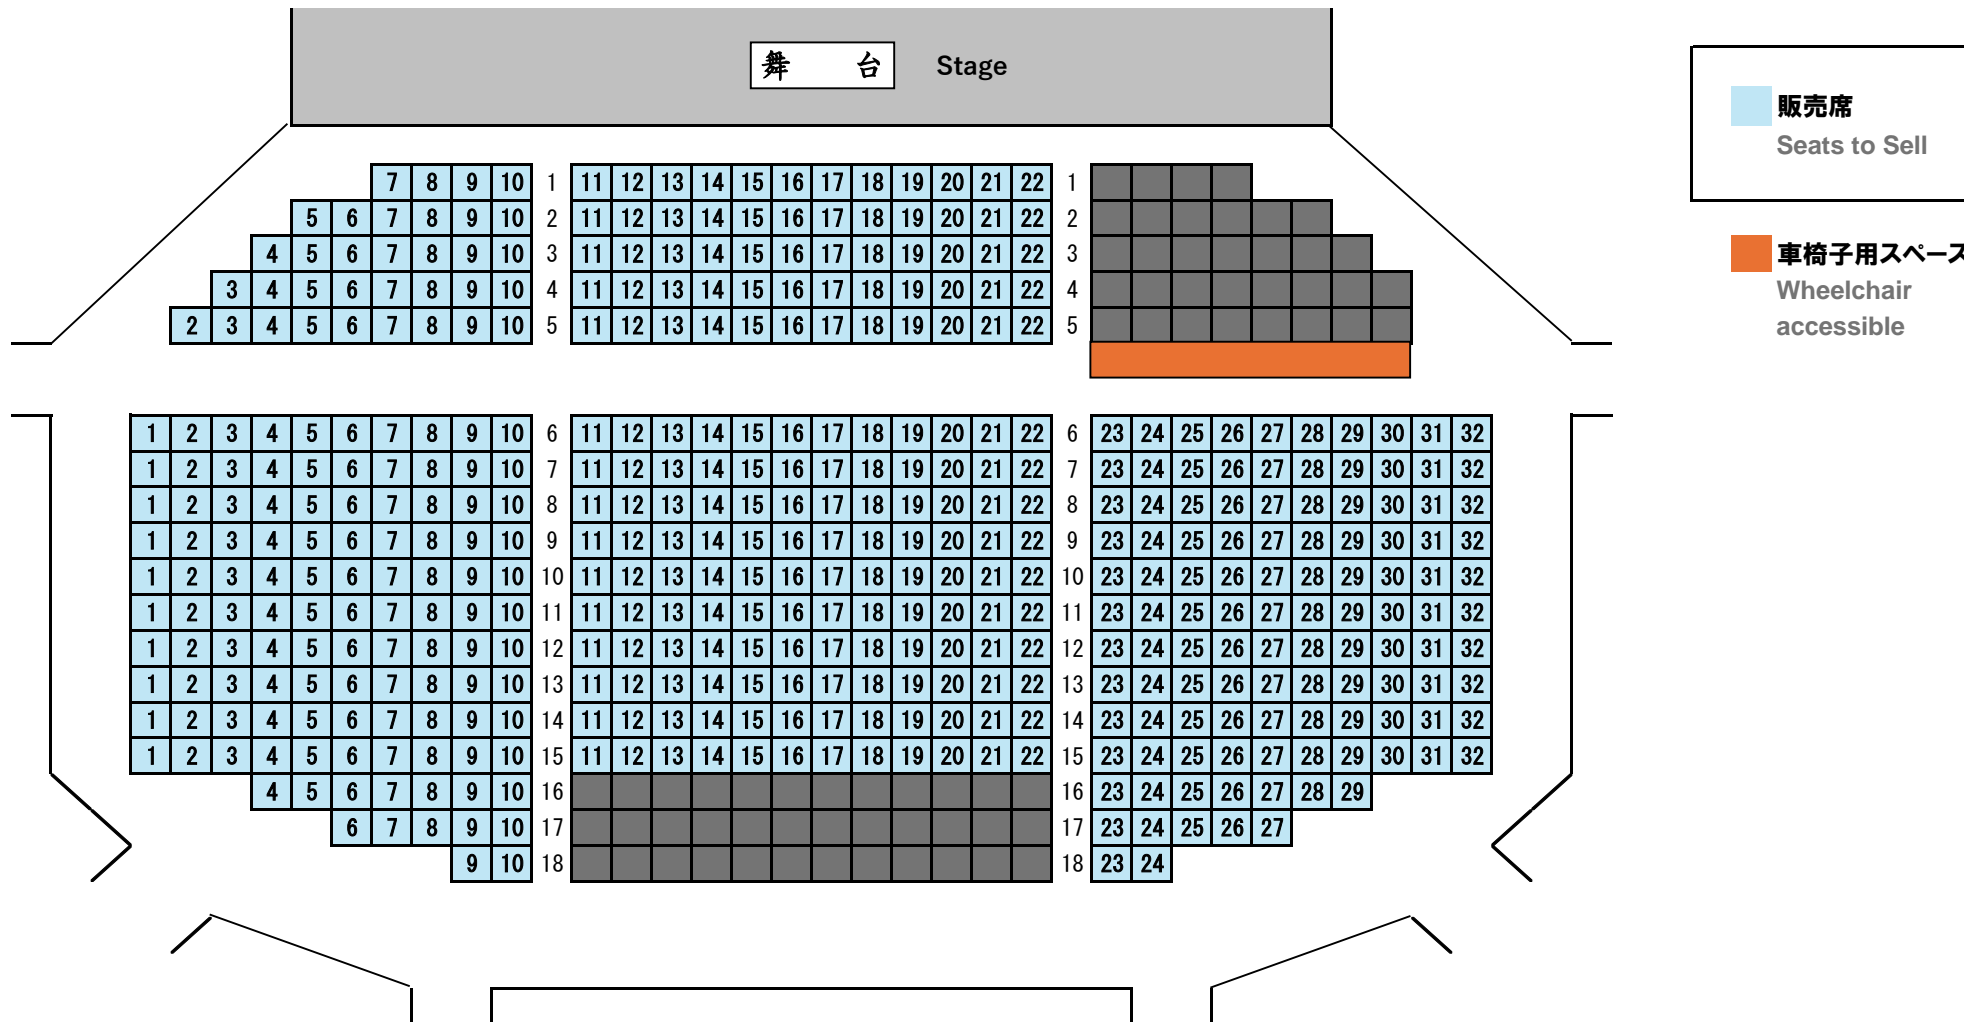 舞 台 Stage
販売席
Seats to Sell
車椅子用スペース
Wheelchair
accessible
7 8 9 10 1 11 12 13 14 15 16 17 18 19 20 21 22 1
5 6 7 8 9 10 2 11 12 13 14 15 16 17 18 19 20 21 22 2
4 5 6 7 8 9 10 3 11 12 13 14 15 16 17 18 19 20 21 22 3
3 4 5 6 7 8 9 10 4 11 12 13 14 15 16 17 18 19 20 21 22 4
2 3 4 5 6 7 8 9 10 5 11 12 13 14 15 16 17 18 19 20 21 22 5
1 2 3 4 5 6 7 8 9 10 6 11 12 13 14 15 16 17 18 19 20 21 22 6 23 24 25 26 27 28 29 30 31 32
1 2 3 4 5 6 7 8 9 10 7 11 12 13 14 15 16 17 18 19 20 21 22 7 23 24 25 26 27 28 29 30 31 32
1 2 3 4 5 6 7 8 9 10 8 11 12 13 14 15 16 17 18 19 20 21 22 8 23 24 25 26 27 28 29 30 31 32
1 2 3 4 5 6 7 8 9 10 9 11 12 13 14 15 16 17 18 19 20 21 22 9 23 24 25 26 27 28 29 30 31 32
1 2 3 4 5 6 7 8 9 10 10 11 12 13 14 15 16 17 18 19 20 21 22 10 23 24 25 26 27 28 29 30 31 32
1 2 3 4 5 6 7 8 9 10 11 11 12 13 14 15 16 17 18 19 20 21 22 11 23 24 25 26 27 28 29 30 31 32
1 2 3 4 5 6 7 8 9 10 12 11 12 13 14 15 16 17 18 19 20 21 22 12 23 24 25 26 27 28 29 30 31 32
1 2 3 4 5 6 7 8 9 10 13 11 12 13 14 15 16 17 18 19 20 21 22 13 23 24 25 26 27 28 29 30 31 32
1 2 3 4 5 6 7 8 9 10 14 11 12 13 14 15 16 17 18 19 20 21 22 14 23 24 25 26 27 28 29 30 31 32
1 2 3 4 5 6 7 8 9 10 15 11 12 13 14 15 16 17 18 19 20 21 22 15 23 24 25 26 27 28 29 30 31 32
4 5 6 7 8 9 10 16 16 23 24 25 26 27 28 29
6 7 8 9 10 17 17 23 24 25 26 27
9 10 18 18 23 24